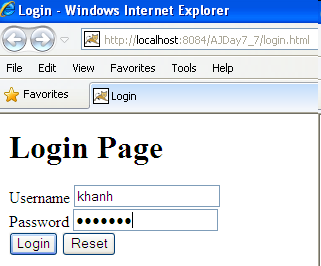 Login - Windows Internet Explorer
http://localhost:8084/AJDay7_7/login.html
File Edit View Favorites Tools Help
Favorites Login
Login Page
Username khanh
Password •••••••
Login Reset